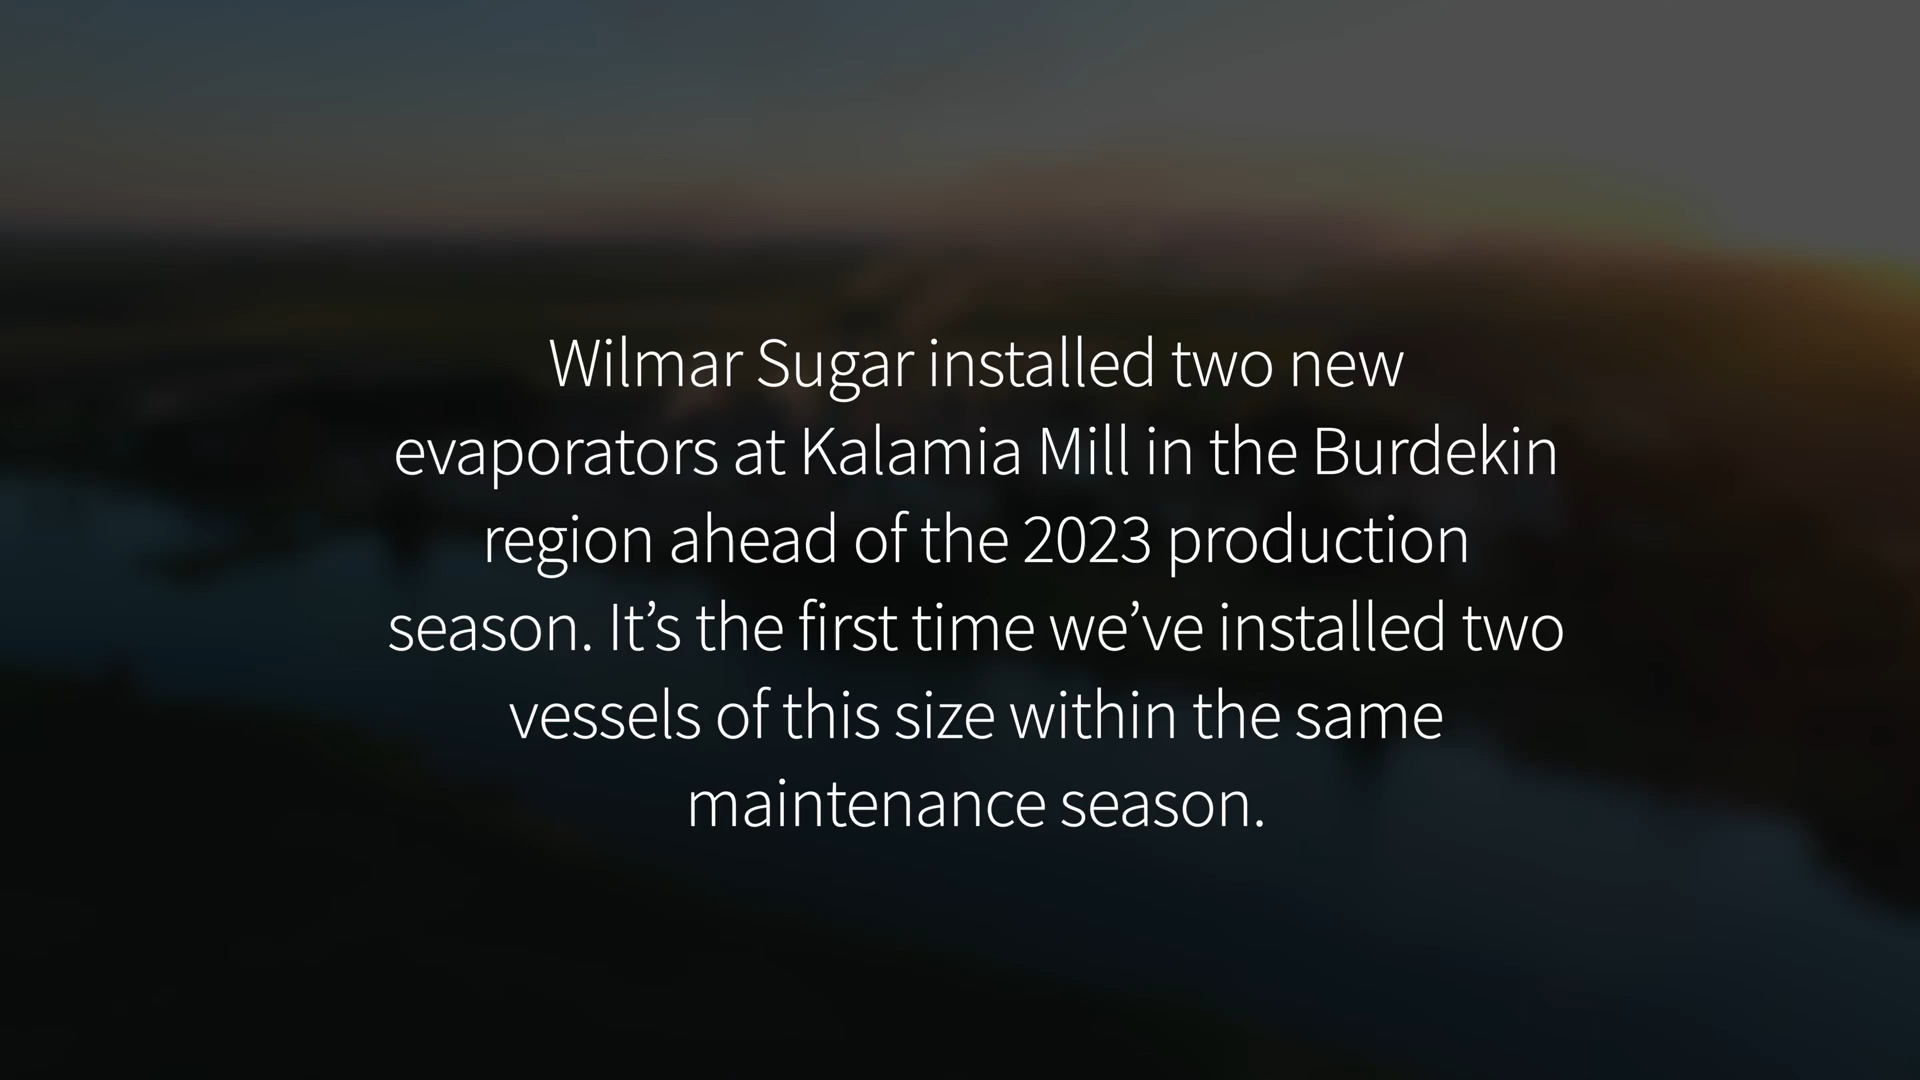 Wilmar Sugar installed two new
evaporators at Kalamia Mill in the Burdekin
region ahead of the 2023 production
season. It’s the first time we’ve installed two
vessels of this size within the same
maintenance season.